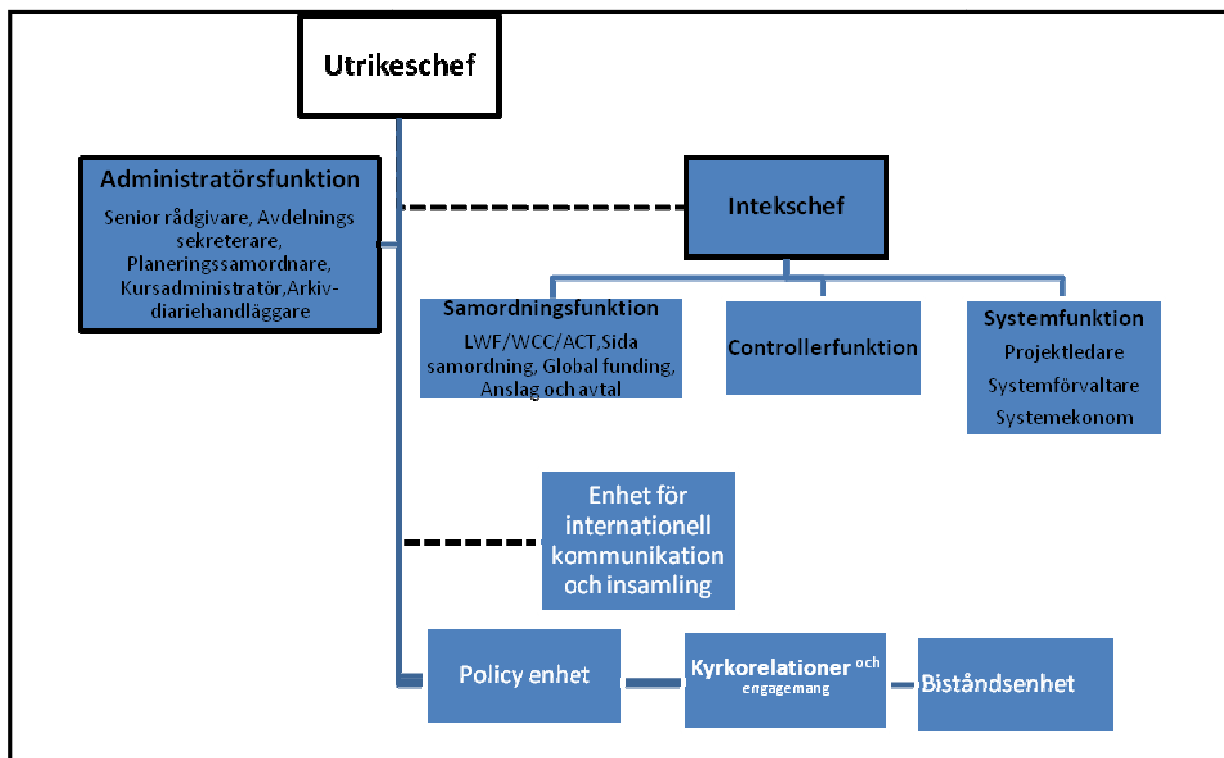 Utrikeschef
Administratörsfunktion
Senior rådgivare, Avdelnings
sekreterare,
Planeringssamordnare,
Kursadministratör,Arkiv-
diariehandläggare
Intekschef
Samordningsfunktion
LWF/WCC/ACT,Sida
samordning, Global funding,
Anslag och avtal
Controllerfunktion
Systemfunktion
Projektledare
Systemförvaltare
Systemekonom
Enhet för
internationell
kommunikation
och insamling
Policy enhet
Kyrkorelationer och
engagemang
Biståndsenhet